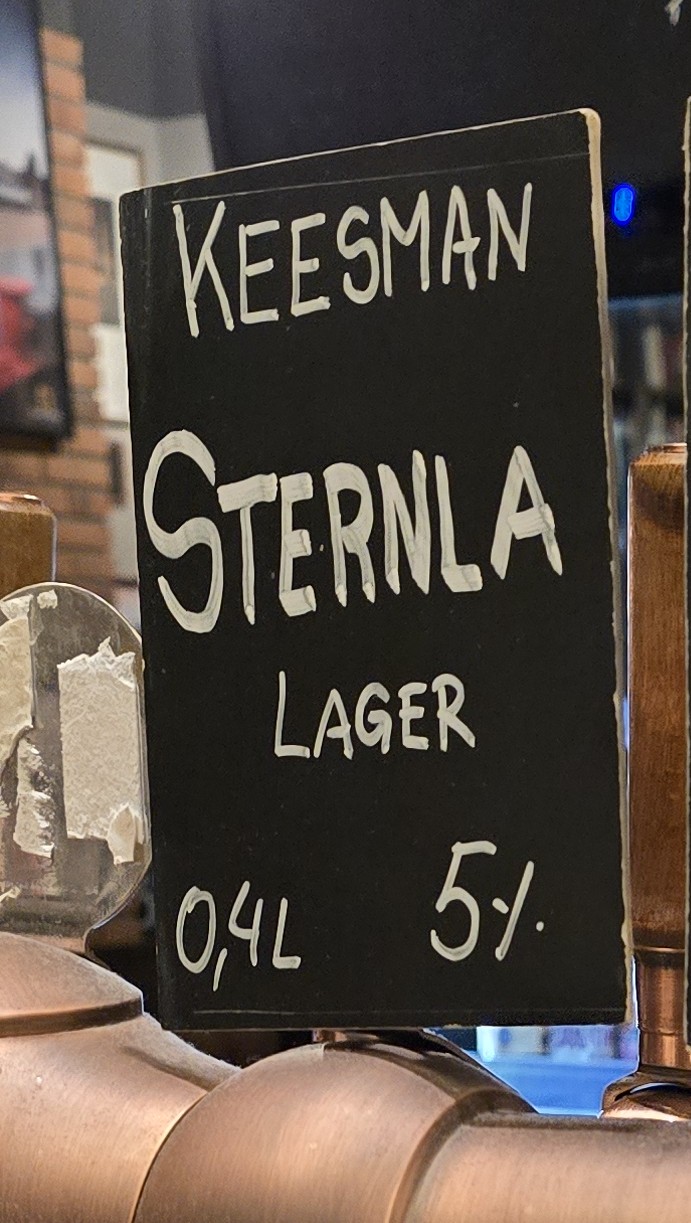 KEESMAN
STERNLA
LAGER
0,4L 5%